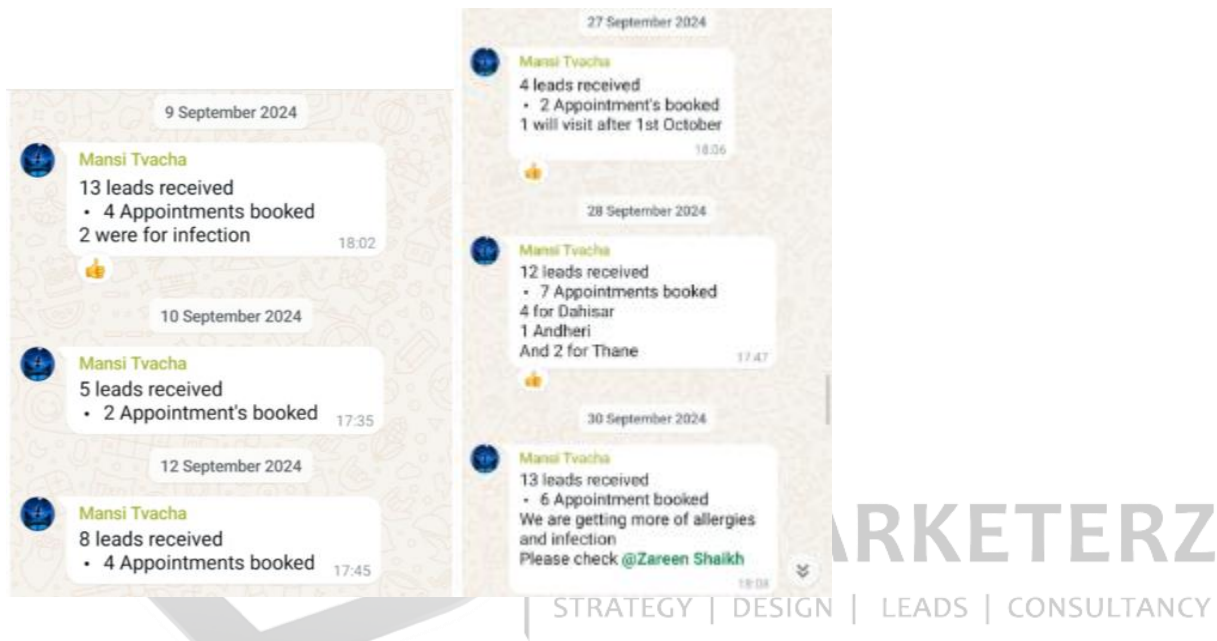 9 September 2024
Mansi Tvacha
13 leads received
• 4 Appointments booked
2 were for infection
18:02
10 September 2024
Mansi Tvacha
5 leads received
• 2 Appointment's booked
17:35
12 September 2024
Mansi Tvacha
8 leads received
• 4 Appointments booked
17:45
27 September 2024
Mansi Tvacha
4 leads received
• 2 Appointment's booked
1 will visit after 1st October
18:06
28 September 2024
Mansi Tvacha
12 leads received
• 7 Appointments booked
4 for Dahisar
1 Andheri
And 2 for Thane
17:47
30 September 2024
Mansi Tvacha
13 leads received
• 6 Appointment booked
We are getting more of allergies
and infection
Please check @Zareen Shaikh
18:08
ARKETERZ
STRATEGY | DESIGN | LEADS | CONSULTANCY